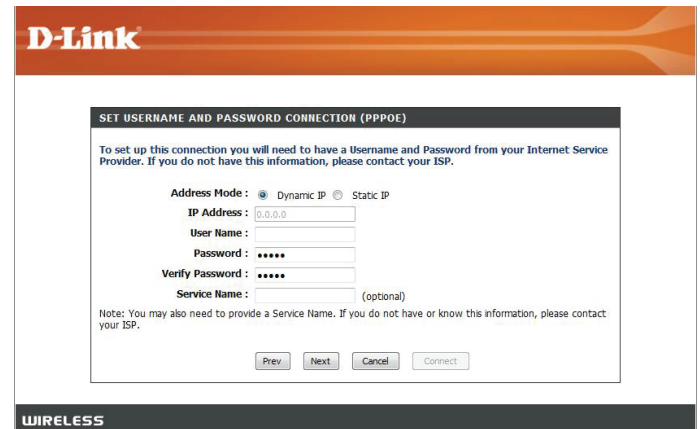 D-Link
SET USERNAME AND PASSWORD CONNECTION (PPPOE)
To set up this connection you will need to have a Username and Password from your Internet Service
Provider. If you do not have this information, please contact your ISP.
Address Mode : Dynamic IP Static IP
IP Address : 0.0.0.0
User Name :
Password : •••••
Verify Password : •••••
Service Name : (optional)
Note: You may also need to provide a Service Name. If you do not have or know this information, please contact
your ISP.
Prev Next Cancel Connect
WIRELESS